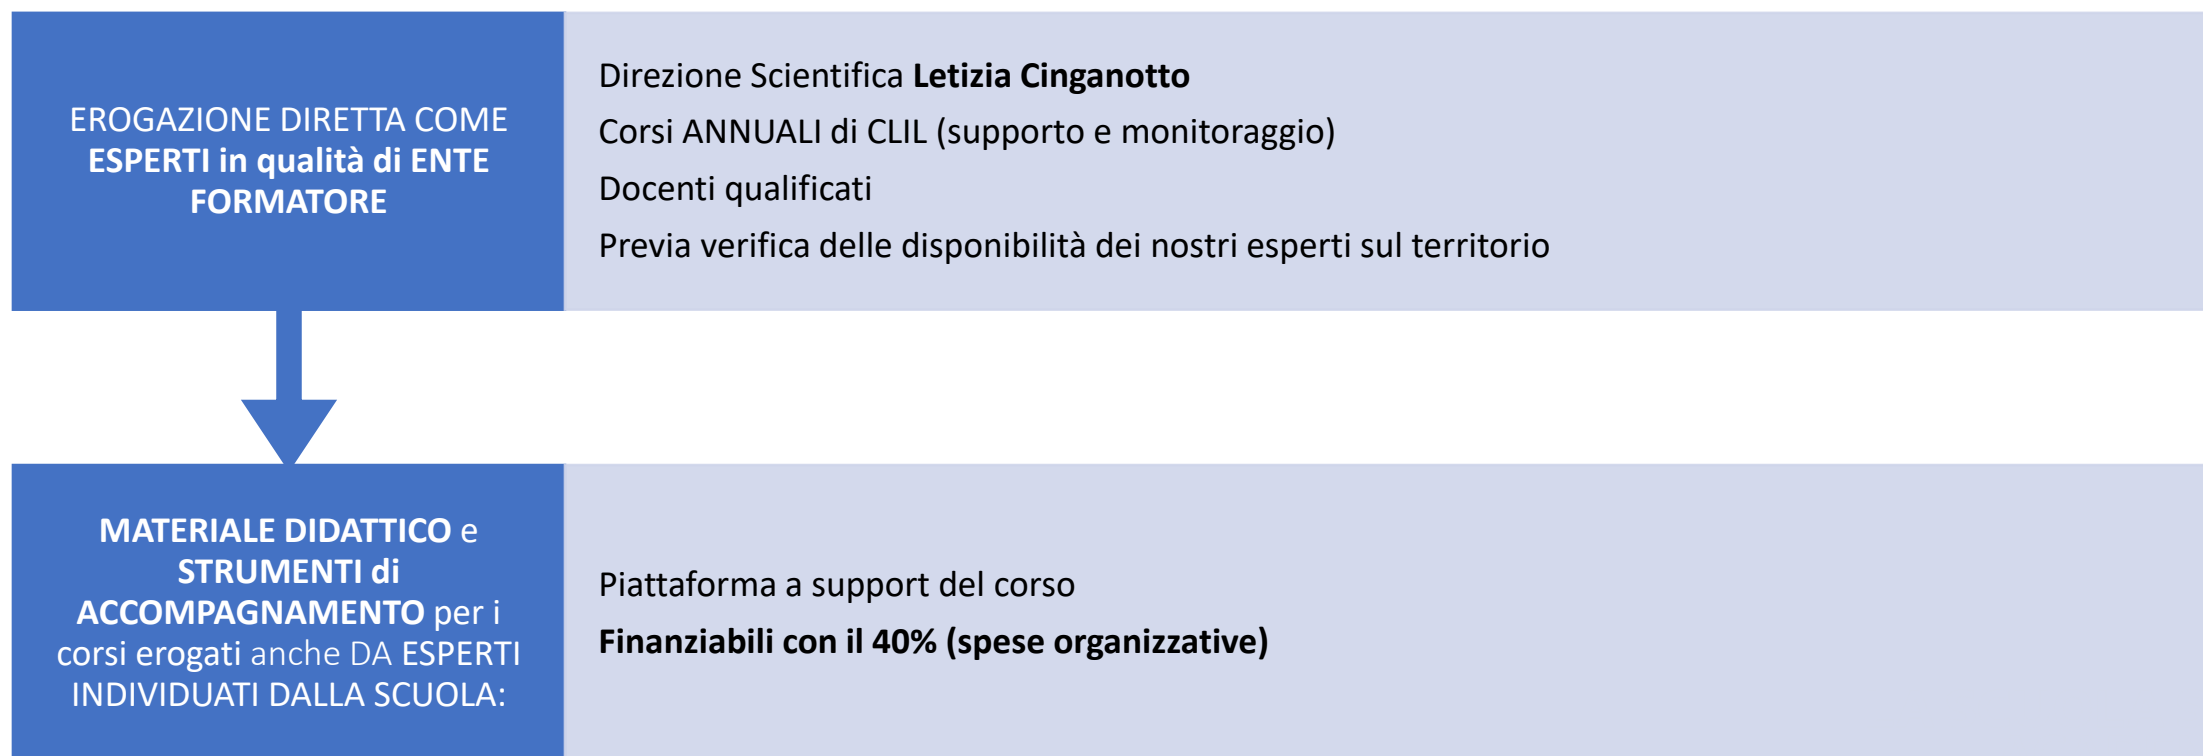 EROGAZIONE DIRETTA COME
ESPERTI in qualità di ENTE
FORMATORE
Direzione Scientifica Letizia Cinganotto
Corsi ANNUALI di CLIL (supporto e monitoraggio)
Docenti qualificati
Previa verifica delle disponibilità dei nostri esperti sul territorio
MATERIALE DIDATTICO e
STRUMENTI di
ACCOMPAGNAMENTO per i
corsi erogati anche DA ESPERTI
INDIVIDUATI DALLA SCUOLA:
Piattaforma a support del corso
Finanziabili con il 40% (spese organizzative)